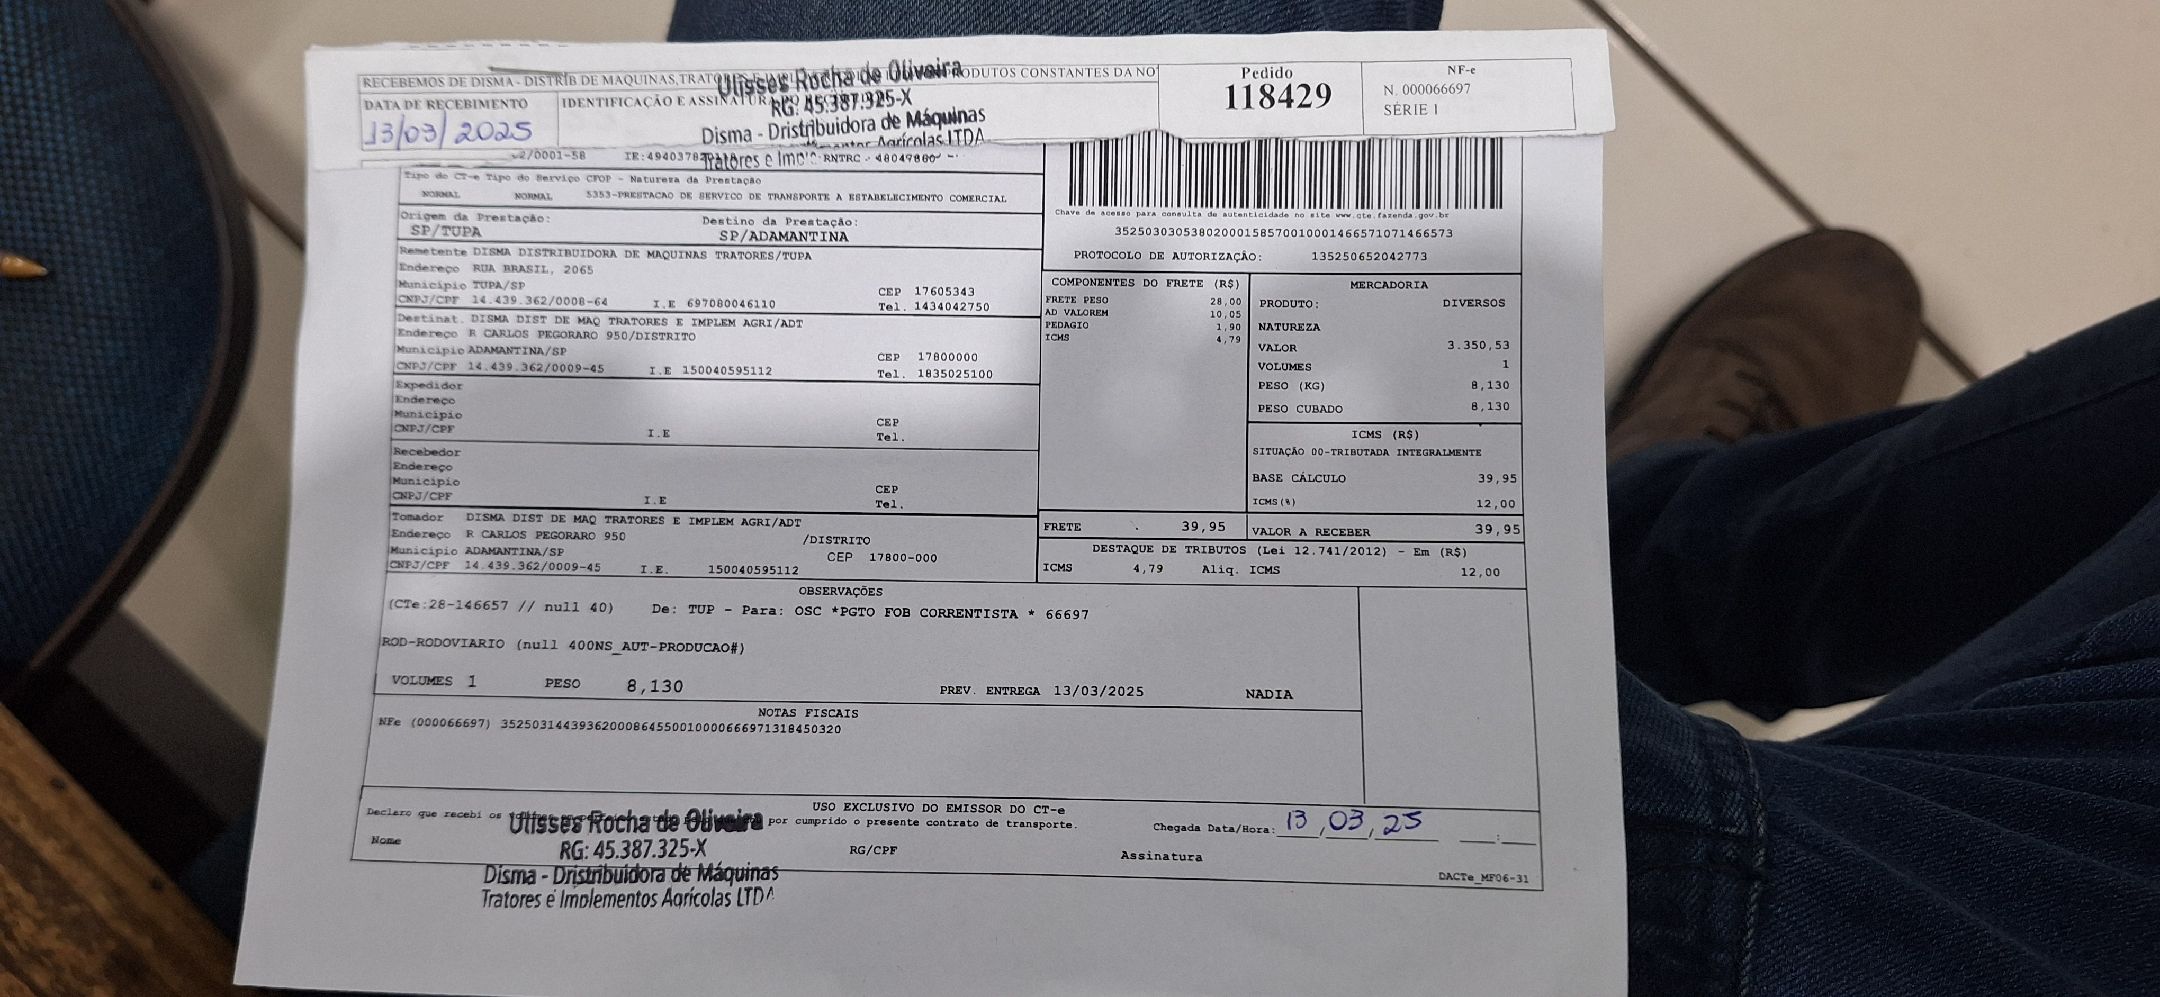 RECEBEMOS DE DISMA - DISTRIB DE MAQUINAS, TRATOR PRODUTOS CONSTANTES DA NO
DATA DE RECEBIMENTO
13/03/2025
IDENTIFICAÇÃO E ASSINATURA
Ulisses Rocha de Oliveira
RG: 45.387.325-X
Disma - Dristribuidora de Máquinas
Tratores e Imp Agrícolas LTDA
Pedido
118429
NF-e
N. 000066697
SÉRIE 1
/0001-58 IE: RNTRC - 48049860
Tipo do CT-e Tipo do Serviço CFOP - Natureza da Prestação
NORMAL NORMAL 5353-PRESTACAO DE SERVICO DE TRANSPORTE A ESTABELECIMENTO COMERCIAL
Origem da Prestação: Destino da Prestação:
SP/TUPA SP/ADAMANTINA
Chave de acesso para consulta de autenticidade no site www.cte.fazenda.gov.br
35250303053802000158570010001466571071466573
PROTOCOLO DE AUTORIZAÇÃO: 135250652042773
Remetente DISMA DISTRIBUIDORA DE MAQUINAS TRATORES/TUPA
Endereço RUA BRASIL, 2065
Município TUPA/SP CEP 17605343
CNPJ/CPF 14.439.362/0008-64 I.E 697080046110 Tel. 1434042750
Destinat. DISMA DIST DE MAQ TRATORES E IMPLEM AGRI/ADT
Endereço R CARLOS PEGORARO 950/DISTRITO
Município ADAMANTINA/SP CEP 17800000
CNPJ/CPF 14.439.362/0009-45 I.E 150040595112 Tel. 1835025100
Expedidor
Endereço
Município CEP
CNPJ/CPF I.E Tel.
Recebedor
Endereço
Município CEP
CNPJ/CPF I.E Tel.
Tomador DISMA DIST DE MAQ TRATORES E IMPLEM AGRI/ADT
Endereço R CARLOS PEGORARO 950 /DISTRITO
Município ADAMANTINA/SP CEP 17800-000
CNPJ/CPF 14.439.362/0009-45 I.E. 150040595112
COMPONENTES DO FRETE (R$)
FRETE PESO 28,00
AD VALOREM 10,05
PEDAGIO 1,90
ICMS 4,79
MERCADORIA
PRODUTO: DIVERSOS
NATUREZA
VALOR 3.350,53
VOLUMES 1
PESO (KG) 8,130
PESO CUBADO 8,130
ICMS (R$)
SITUAÇÃO 00-TRIBUTADA INTEGRALMENTE
BASE CÁLCULO 39,95
ICMS(%) 12,00
FRETE 39,95 VALOR A RECEBER 39,95
DESTAQUE DE TRIBUTOS (Lei 12.741/2012) - Em (R$)
ICMS 4,79 Aliq. ICMS 12,00
OBSERVAÇÕES
(CTe:28-146657 // null 40) De: TUP - Para: OSC *PGTO FOB CORRENTISTA * 66697
ROD-RODOVIARIO (null 400NS_AUT-PRODUCAO#)
VOLUMES 1 PESO 8,130 PREV. ENTREGA 13/03/2025 NADIA
NOTAS FISCAIS
NFe (000066697) 35250314439362000864550010000666971318450320
USO EXCLUSIVO DO EMISSOR DO CT-e
Declaro que recebi os por cumprido o presente contrato de transporte.
Chegada Data/Hora: 13,03,25 :
Nome RG/CPF Assinatura
Ulisses Rocha de Oliveira
RG: 45.387.325-X
Disma - Dristribuidora de Máquinas
Tratores e Implementos Agrícolas LTDA
DACTe_MF06-31